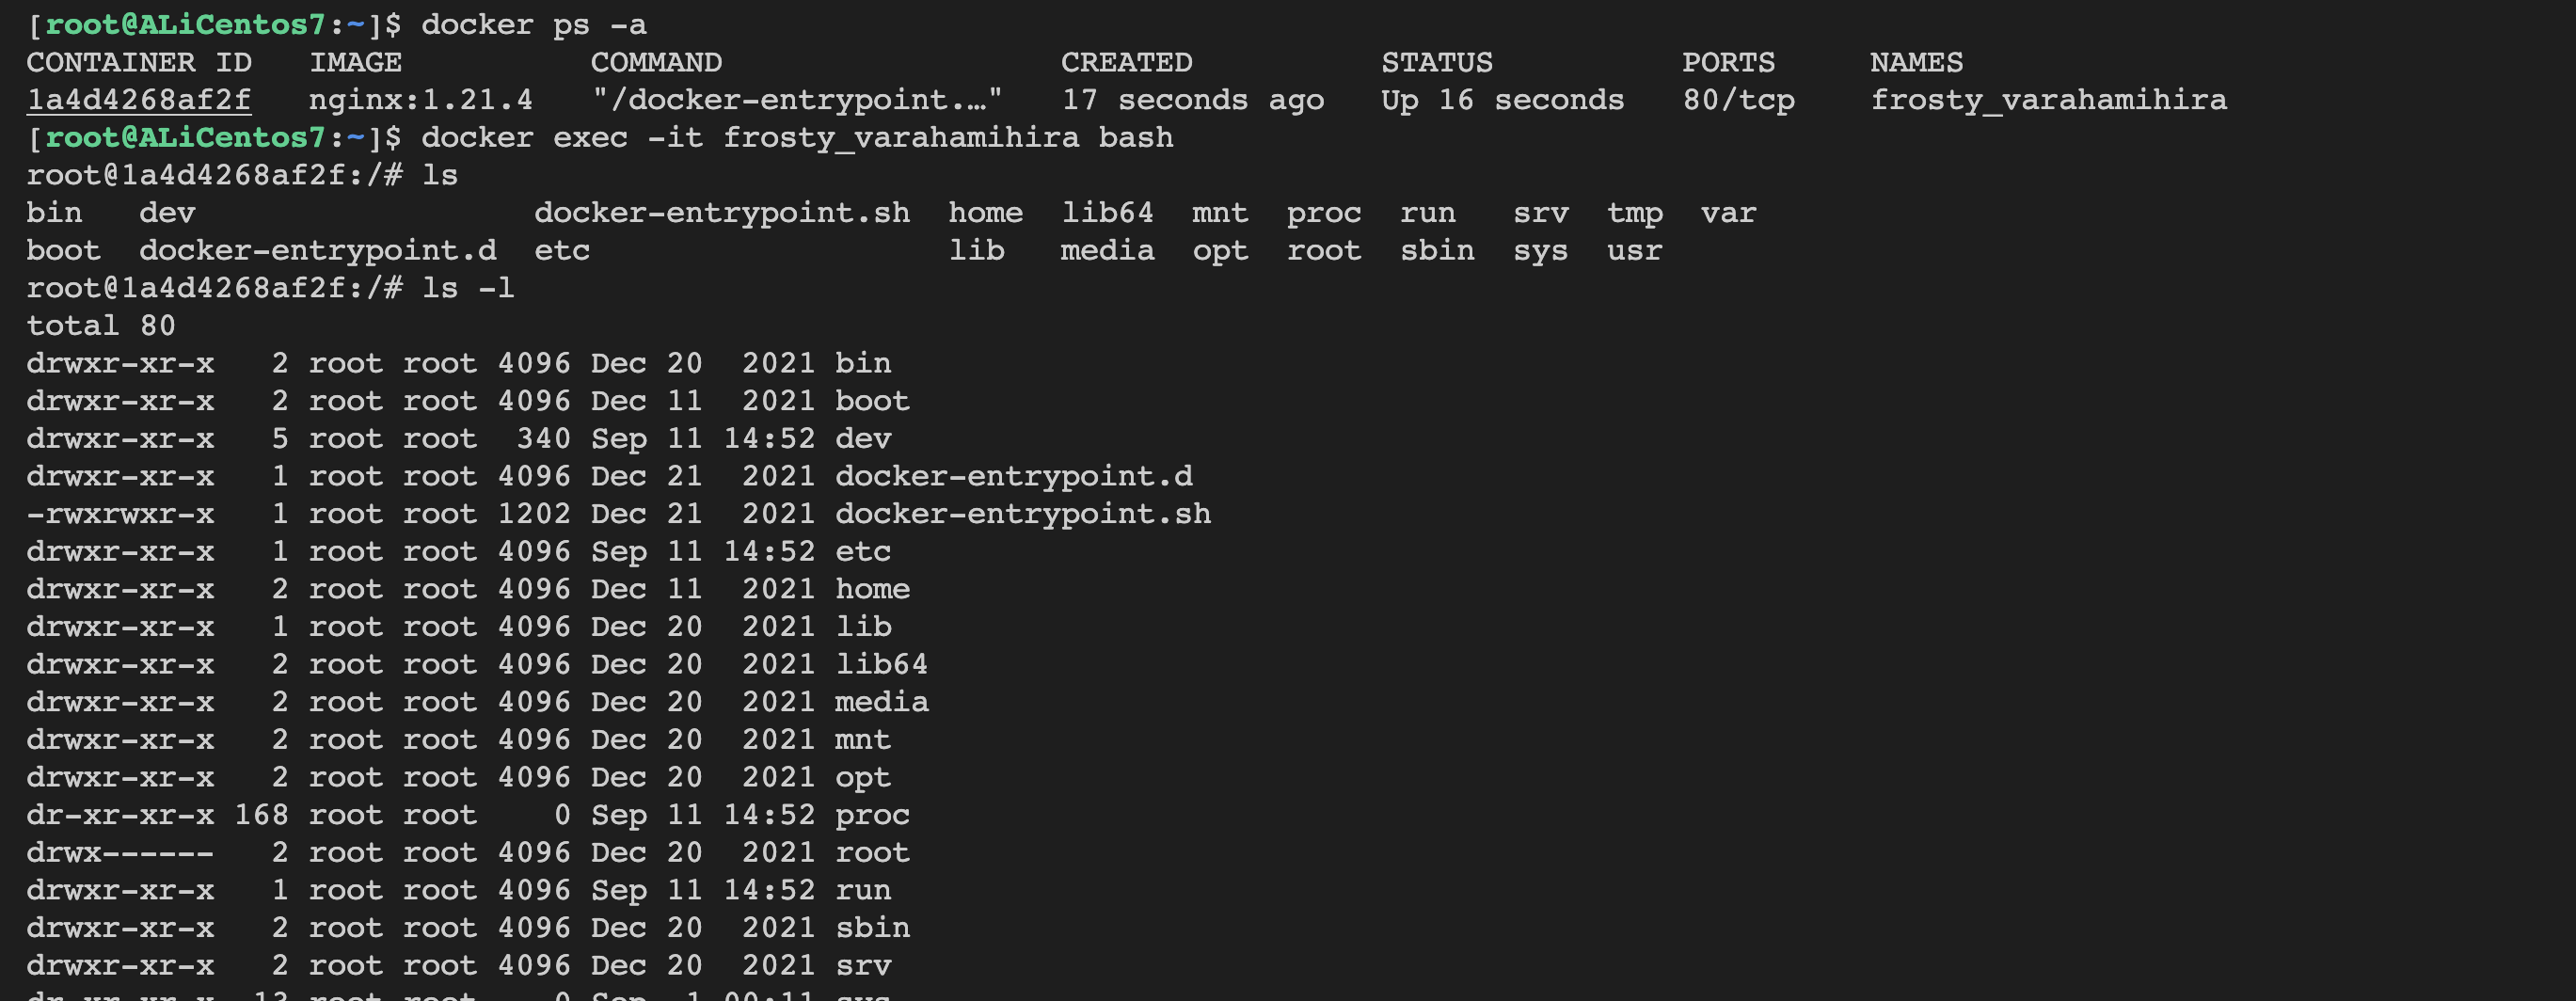 [root@ALiCentos7:~]$ docker ps -a
CONTAINER ID   IMAGE          COMMAND                  CREATED          STATUS          PORTS     NAMES
1a4d4268af2f   nginx:1.21.4   "/docker-entrypoint.…"   17 seconds ago   Up 16 seconds   80/tcp    frosty_varahamihira
[root@ALiCentos7:~]$ docker exec -it frosty_varahamihira bash
root@1a4d4268af2f:/# ls
bin   dev                  docker-entrypoint.sh  home  lib64  mnt  proc  run   srv  tmp  var
boot  docker-entrypoint.d  etc                   lib   media  opt  root  sbin  sys  usr
root@1a4d4268af2f:/# ls -l
total 80
drwxr-xr-x   2 root root 4096 Dec 20  2021 bin
drwxr-xr-x   2 root root 4096 Dec 11  2021 boot
drwxr-xr-x   5 root root  340 Sep 11 14:52 dev
drwxr-xr-x   1 root root 4096 Dec 21  2021 docker-entrypoint.d
-rwxrwxr-x   1 root root 1202 Dec 21  2021 docker-entrypoint.sh
drwxr-xr-x   1 root root 4096 Sep 11 14:52 etc
drwxr-xr-x   2 root root 4096 Dec 11  2021 home
drwxr-xr-x   1 root root 4096 Dec 20  2021 lib
drwxr-xr-x   2 root root 4096 Dec 20  2021 lib64
drwxr-xr-x   2 root root 4096 Dec 20  2021 media
drwxr-xr-x   2 root root 4096 Dec 20  2021 mnt
drwxr-xr-x   2 root root 4096 Dec 20  2021 opt
dr-xr-xr-x 168 root root    0 Sep 11 14:52 proc
drwx------   2 root root 4096 Dec 20  2021 root
drwxr-xr-x   1 root root 4096 Sep 11 14:52 run
drwxr-xr-x   2 root root 4096 Dec 20  2021 sbin
drwxr-xr-x   2 root root 4096 Dec 20  2021 srv
dr-xr-xr-x  13 root root    0 Sep  1 00:11 sys